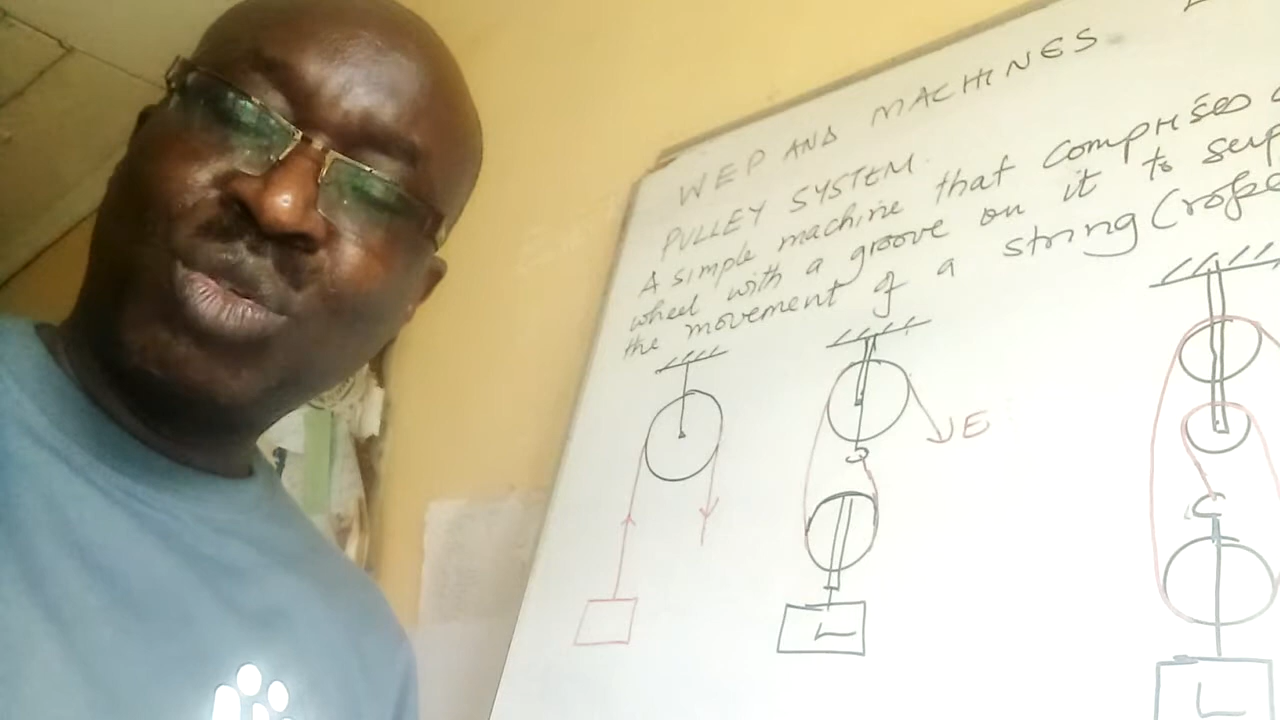 WEP AND MACHINES
PULLEY SYSTEM
A simple machine that comprises
wheel with a groove on it to sup
the movement of a string (rope
E
L
L